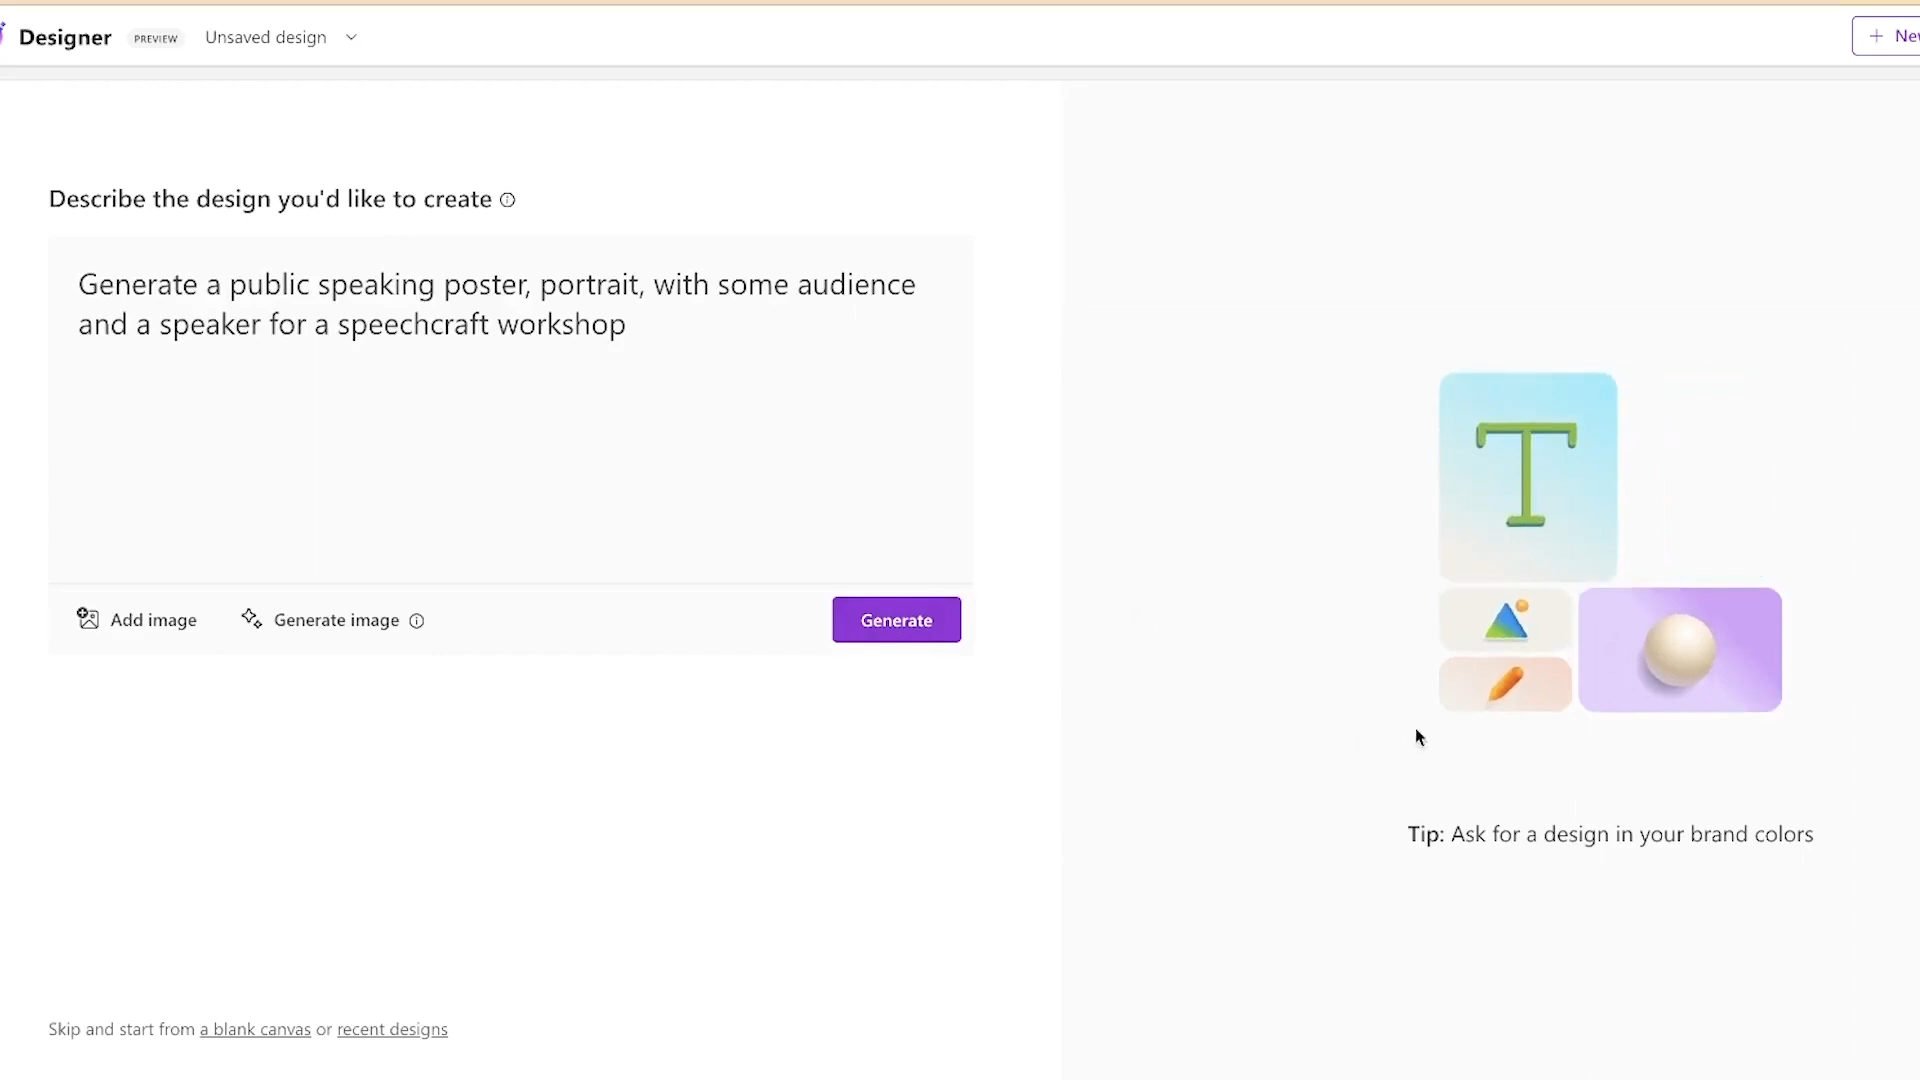 Designer PREVIEW Unsaved design
Describe the design you'd like to create
Generate a public speaking poster, portrait, with some audience
and a speaker for a speechcraft workshop
Add image Generate image Generate
T
Tip: Ask for a design in your brand colors
Skip and start from a blank canvas or recent designs